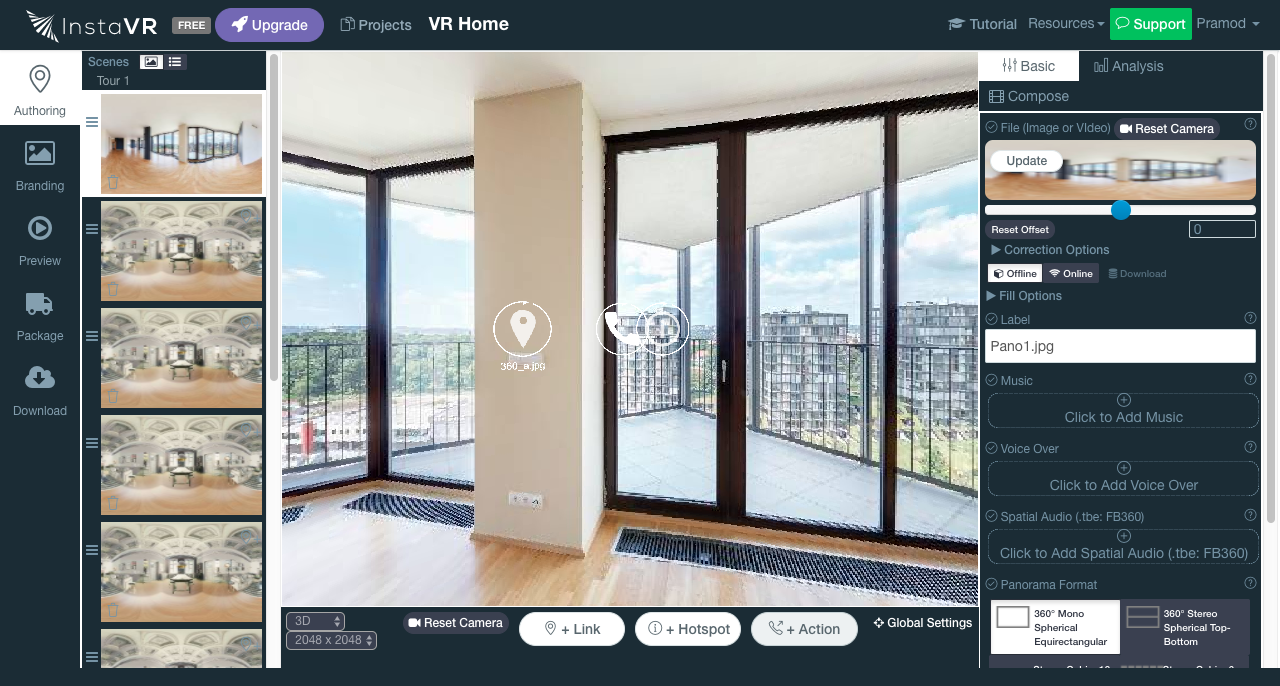 InstaVR FREE Upgrade Projects VR Home Tutorial Resources Support Pramod
Authoring
Branding
Preview
Package
Download
Scenes
Tour 1
360_a.jpg
3D
2048 x 2048
Reset Camera
+ Link
+ Hotspot
+ Action
Global Settings
Basic Analysis
Compose
File (Image or VIdeo) Reset Camera
Update
Reset Offset 0
Correction Options
Offline Online Download
Fill Options
Label
Pano1.jpg
Music
Click to Add Music
Voice Over
Click to Add Voice Over
Spatial Audio (.tbe: FB360)
Click to Add Spatial Audio (.tbe: FB360)
Panorama Format
360° Mono
Spherical
Equirectangular
360° Stereo
Spherical Top-
Bottom